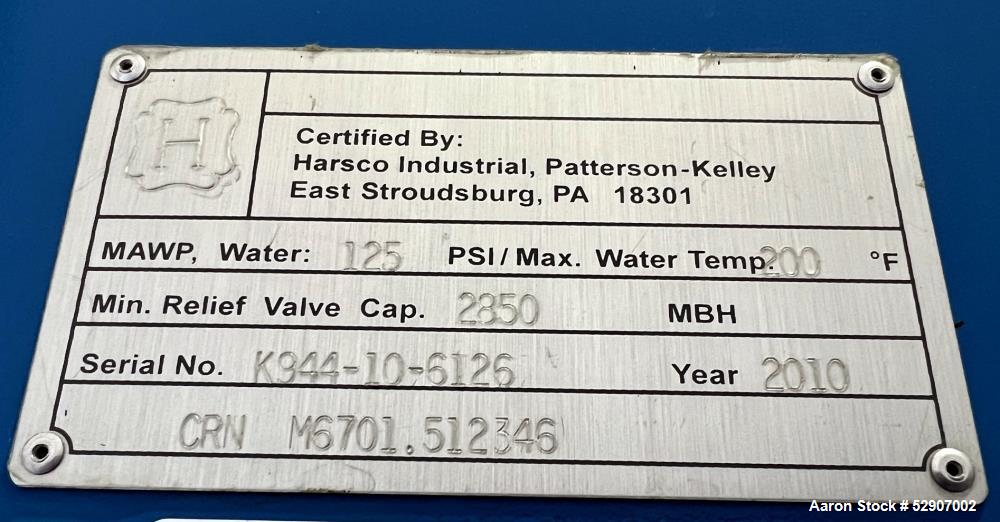 H
Certified By:
Harsco Industrial, Patterson-Kelley
East Stroudsburg, PA 18301
MAWP, Water: 125 PSI/Max. Water Temp. 200 °F
Min. Relief Valve Cap. 2850 MBH
Serial No. K944-10-6126 Year 2010
CRN M6701.512346
Aaron Stock # 52907002